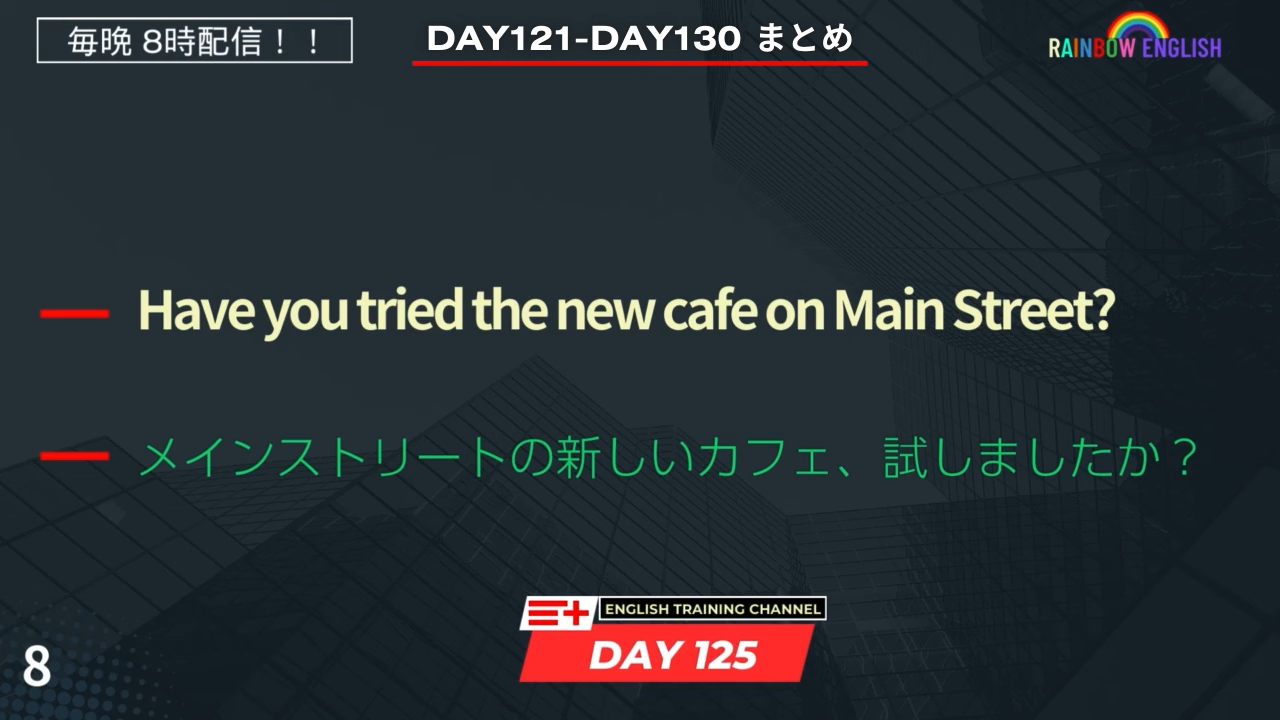 毎晩 8時配信！！
DAY121-DAY130 まとめ
RAINBOW ENGLISH
Have you tried the new cafe on Main Street?
メインストリートの新しいカフェ、試しましたか？
E+ ENGLISH TRAINING CHANNEL
DAY 125
8